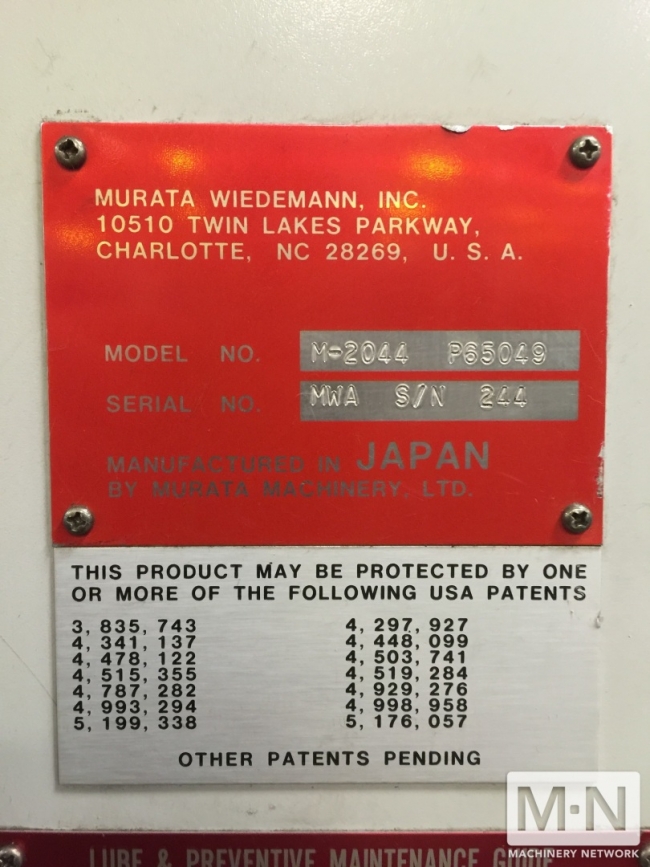 MURATA WIEDEMANN, INC.
10510 TWIN LAKES PARKWAY,
CHARLOTTE, NC 28269, U. S. A.
MODEL NO. M-2044 P65049
SERIAL NO. MWA S/N 244
MANUFACTURED IN JAPAN
BY MURATA MACHINERY, LTD.
THIS PRODUCT MAY BE PROTECTED BY ONE
OR MORE OF THE FOLLOWING USA PATENTS
3, 835, 743 4, 297, 927
4, 341, 137 4, 448, 099
4, 478, 122 4, 503, 741
4, 515, 355 4, 519, 284
4, 787, 282 4, 929, 276
4, 993, 294 4, 998, 958
5, 199, 338 5, 176, 057
OTHER PATENTS PENDING
M·N
MACHINERY NETWORK
LUBE & PREVENTIVE MAINTENANCE